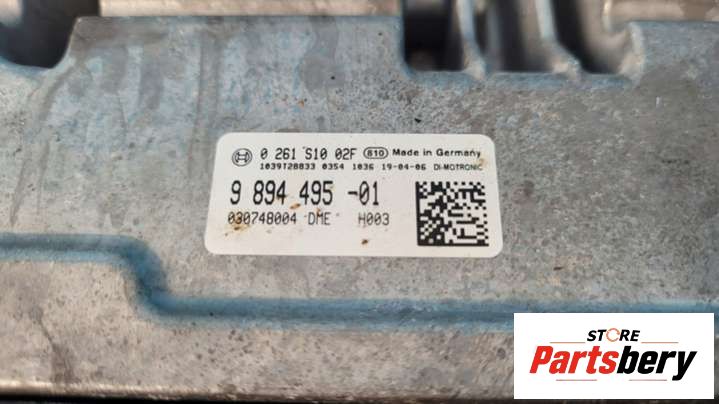 0 261 S10 02F 810 Made in Germany
1039T28833 0354 1036 19-04-06 DI-MOTRONIC
9 894 495 -01
030748004 DME H003
STORE
Partsbery